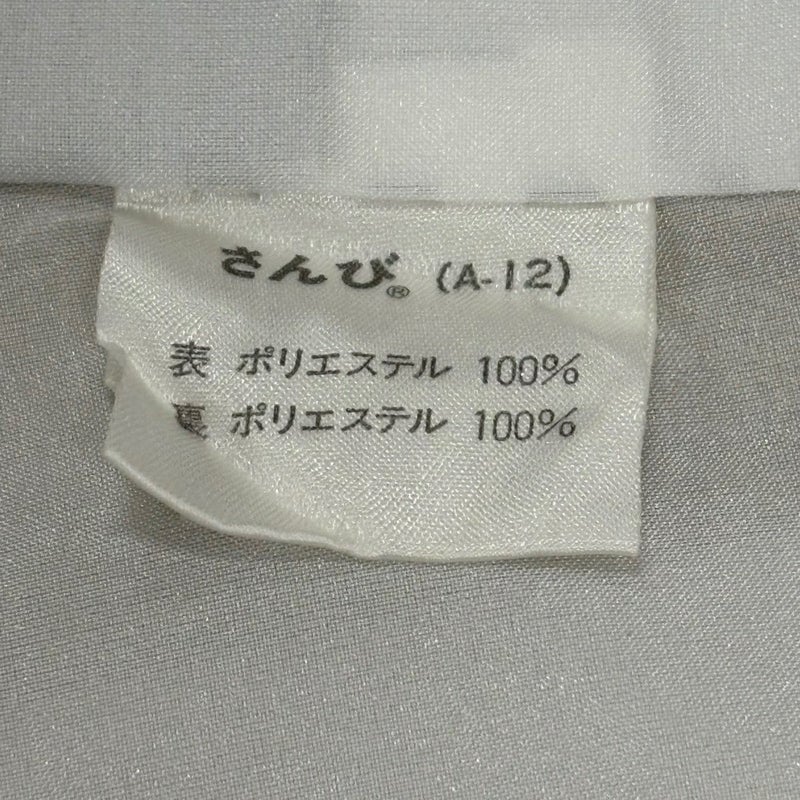 さんび。® (A-12)
表 ポリエステル 100%
裏 ポリエステル 100%